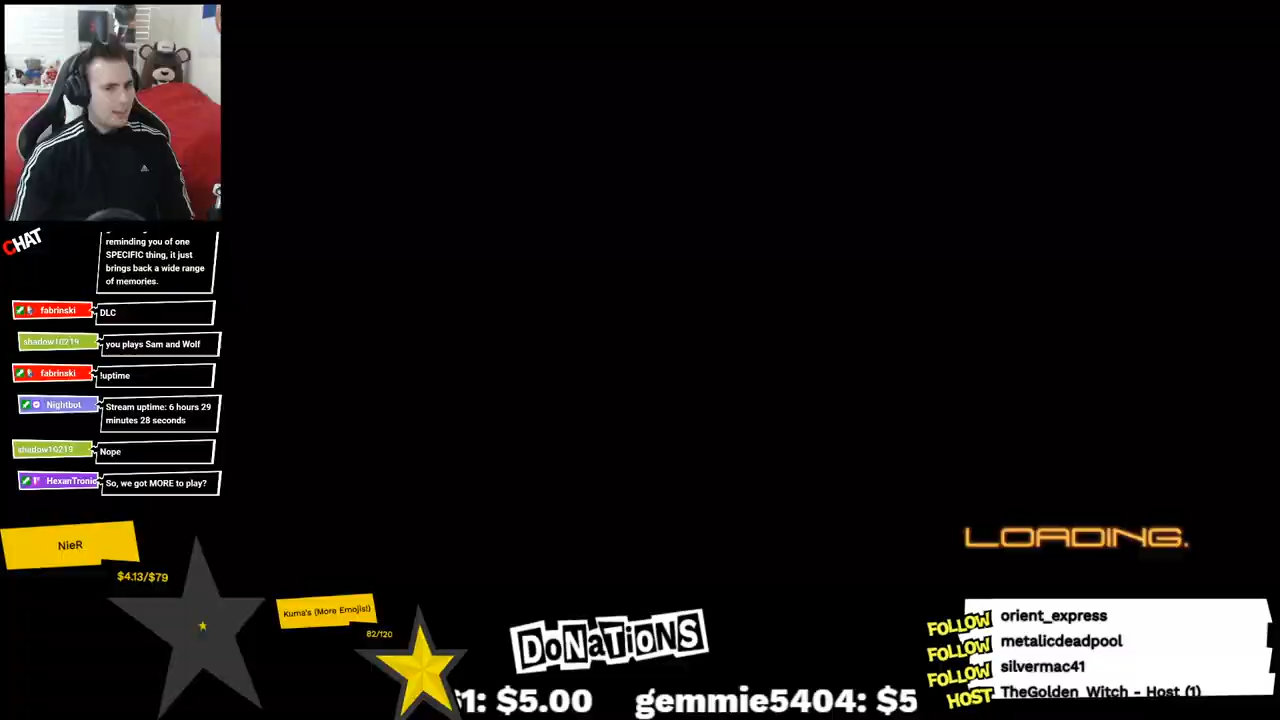 CHAT
reminding you of one
SPECIFIC thing, it just
brings back a wide range
of memories.
fabrinski
DLC
shadow10219
you plays Sam and Wolf
fabrinski
!uptime
Nightbot
Stream uptime: 6 hours 29
minutes 28 seconds
shadow10219
Nope
HexanTronic
So, we got MORE to play?
LOADING.
NieR
$4.13/$79
Kuma's (More Emojis!)
82/120
DoNaTiONS
1: $5.00 gemmie5404: $5
FOLLOW orient_express
FOLLOW metalicdeadpool
FOLLOW silvermac41
HOST TheGolden_Witch - Host (1)